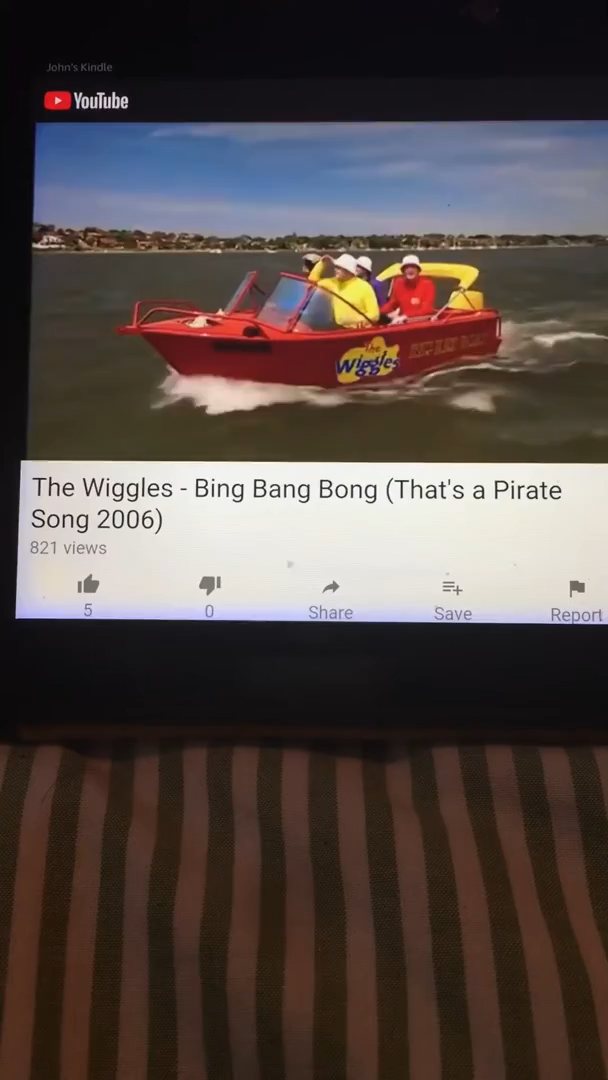 John's Kindle
YouTube
The Wiggles
The Wiggles - Bing Bang Bong (That's a Pirate
Song 2006)
821 views
5
0
Share
Save
Report